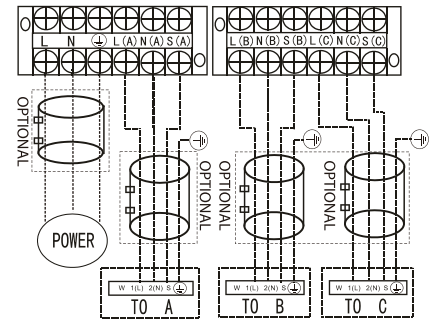 L N L(A) N(A) S(A) L(B) N(B) S(B) L(C) N(C) S(C)
OPTIONAL
OPTIONAL
OPTIONAL
OPTIONAL
POWER
W 1(L) 2(N) S
TO A
W 1(L) 2(N) S
TO B
W 1(L) 2(N) S
TO C